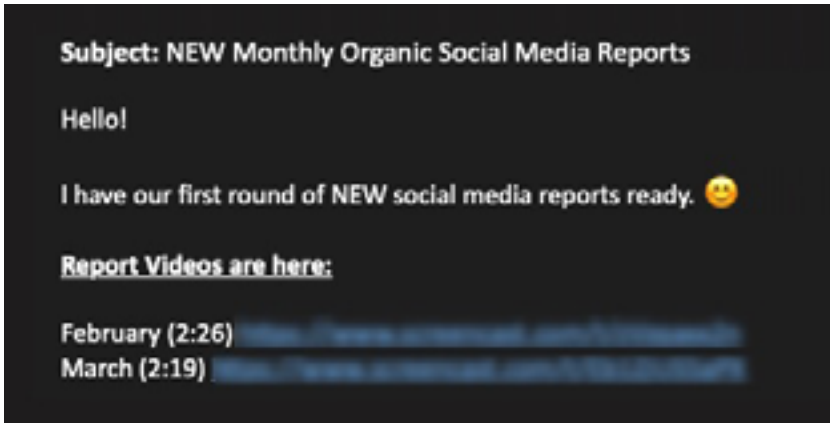 Subject: NEW Monthly Organic Social Media Reports
Hello!
I have our first round of NEW social media reports ready. 😊
Report Videos are here:
February (2:26)
March (2:19)